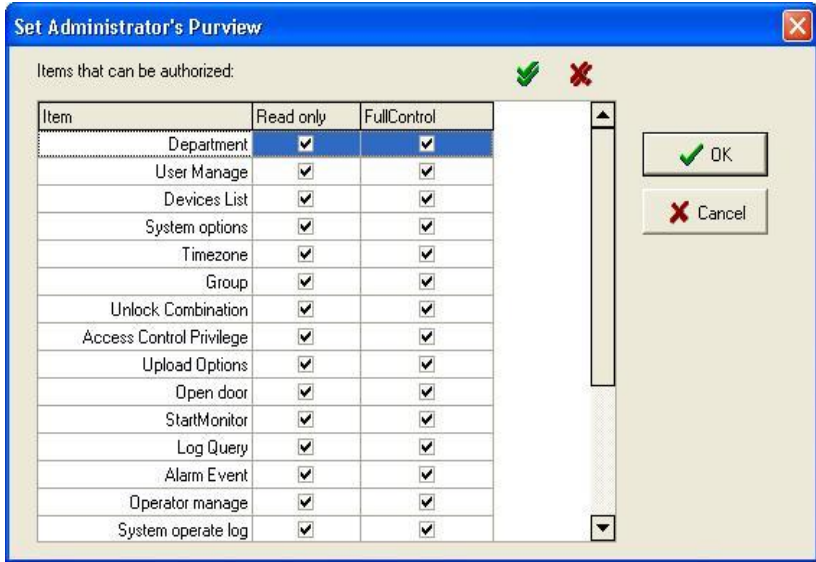 Set Administrator's Purview
Items that can be authorized:
Item Read only FullControl
Department
User Manage
Devices List
System options
Timezone
Group
Unlock Combination
Access Control Privilege
Upload Options
Open door
StartMonitor
Log Query
Alarm Event
Operator manage
System operate log
OK
Cancel